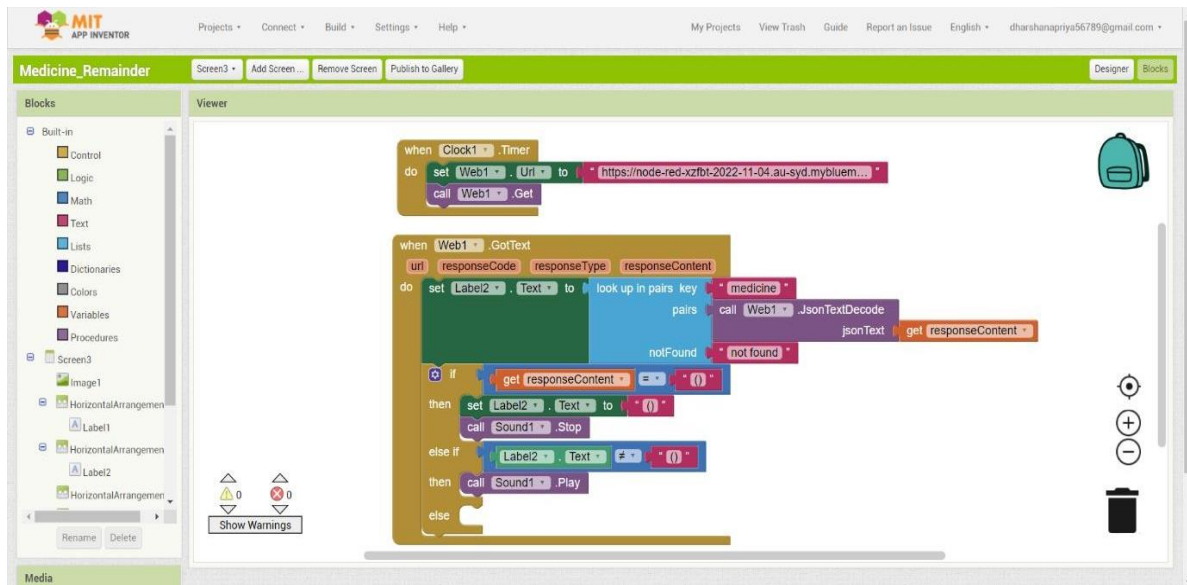 MIT
APP INVENTOR
Projects Connect Build Settings Help My Projects View Trash Guide Report an Issue English dharshanapriya56789@gmail.com
Medicine_Remainder Screen3 Add Screen ... Remove Screen Publish to Gallery Designer Blocks
Blocks
Built-in
Control
Logic
Math
Text
Lists
Dictionaries
Colors
Variables
Procedures
Screen3
Image1
HorizontalArrangemen
Label1
HorizontalArrangemen
Label2
HorizontalArrangemen
Rename Delete
Media
Viewer
when Clock1 .Timer
do set Web1 . Url to " https://node-red-xzfbt-2022-11-04.au-syd.mybluem... "
call Web1 .Get
when Web1 .GotText
url responseCode responseType responseContent
do set Label2 . Text to look up in pairs key " medicine "
pairs call Web1 .JsonTextDecode
jsonText get responseContent
notFound " not found "
if get responseContent = " () "
then set Label2 . Text to " () "
call Sound1 .Stop
else if Label2 . Text ≠ " () "
then call Sound1 .Play
else
0 0
Show Warnings